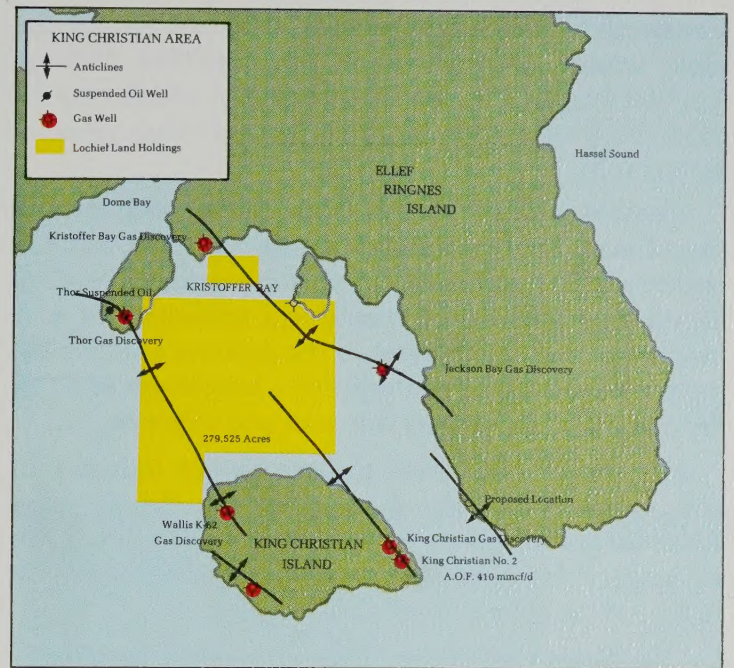 KING CHRISTIAN AREA
Anticlines
Suspended Oil Well
Gas Well
Lochiel Land Holdings
Hassel Sound
ELLEF
RINGNES
ISLAND
Dome Bay
Kristoffer Bay Gas Discovery
KRISTOFFER BAY
Thor Suspended Oil
Thor Gas Discovery
Jackson Bay Gas Discovery
279,525 Acres
Proposed Location
Wallis K-62
Gas Discovery
KING CHRISTIAN
ISLAND
King Christian Gas Discovery
King Christian No. 2
A.O.F. 410 mmcf/d